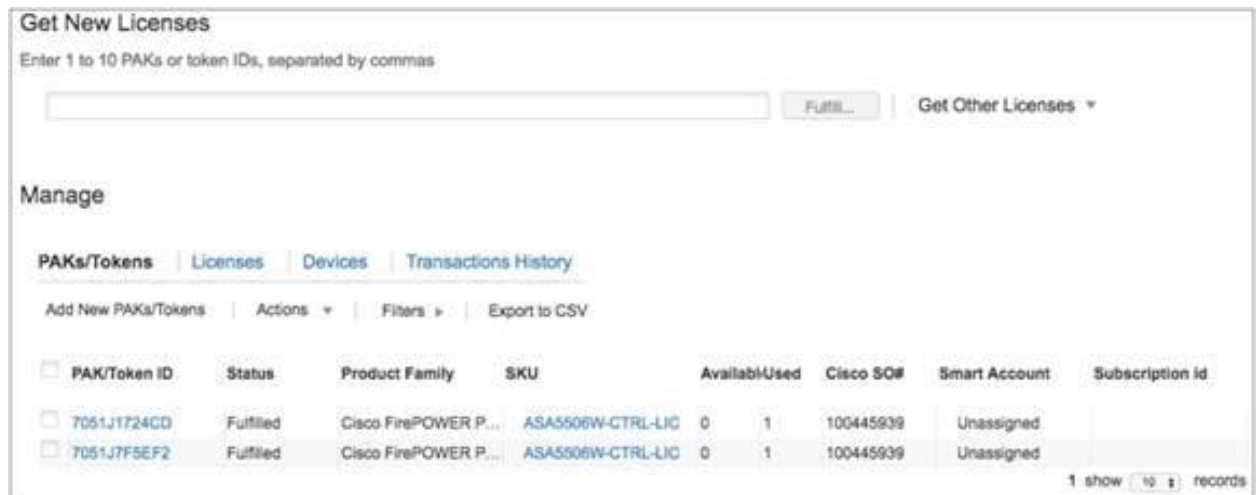 Get New Licenses
Enter 1 to 10 PAKs or token IDs, separated by commas
Fulfill... Get Other Licenses
Manage
PAKs/Tokens Licenses Devices Transactions History
Add New PAKs/Tokens Actions Filters Export to CSV
PAK/Token ID Status Product Family SKU Availabl Used Cisco SO# Smart Account Subscription Id
7051J1724CD Fulfilled Cisco FirePOWER P... ASA5506W-CTRL-LIC 0 1 100445939 Unassigned
7051J7F5EF2 Fulfilled Cisco FirePOWER P... ASA5506W-CTRL-LIC 0 1 100445939 Unassigned
1 show 10 records